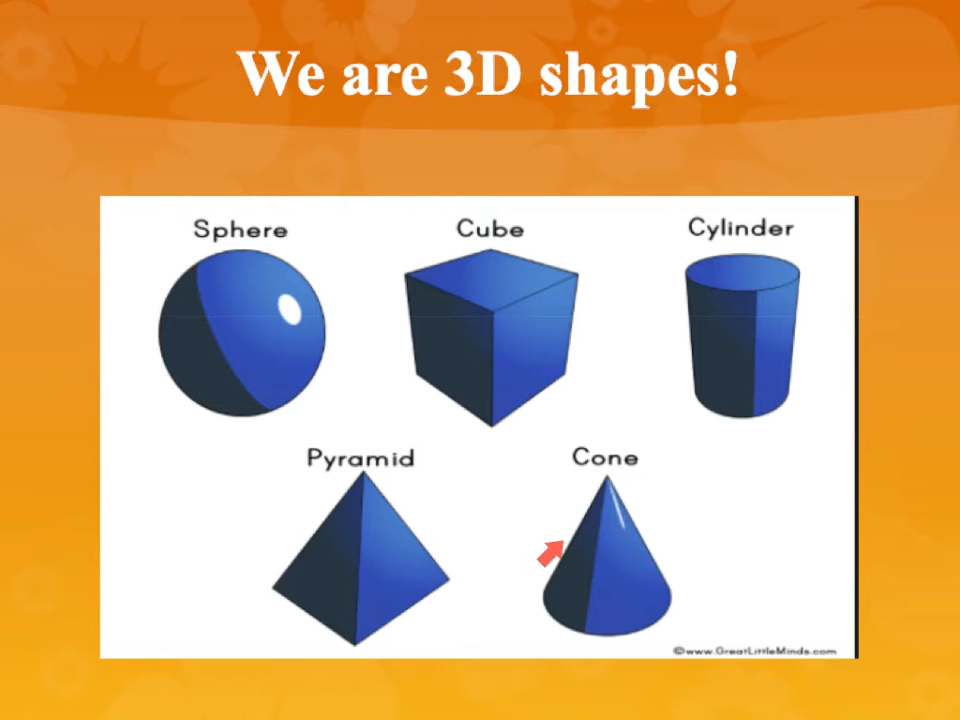 We are 3D shapes!
Sphere
Cube
Cylinder
Pyramid
Cone
©www.GreatLittleMinds.com